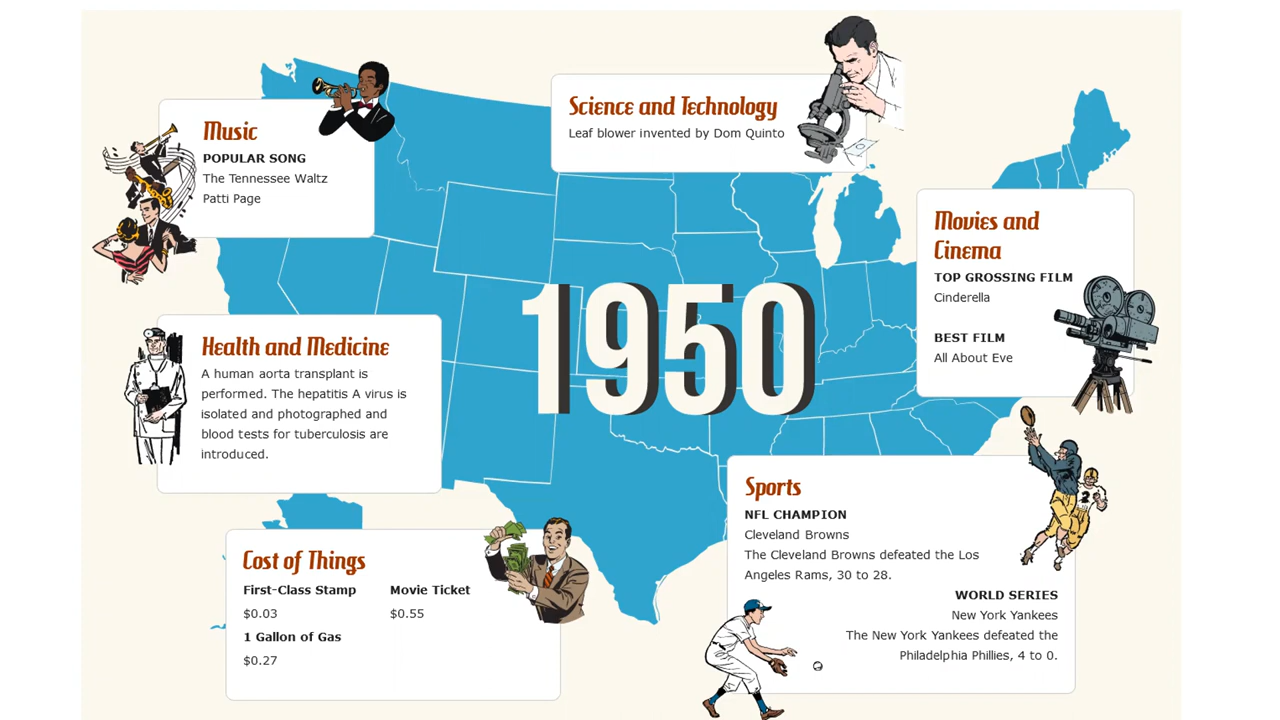 Music
POPULAR SONG
The Tennessee Waltz
Patti Page
Science and Technology
Leaf blower invented by Dom Quinto
Movies and
Cinema
TOP GROSSING FILM
Cinderella
BEST FILM
All About Eve
1950
Health and Medicine
A human aorta transplant is
performed. The hepatitis A virus is
isolated and photographed and
blood tests for tuberculosis are
introduced.
Cost of Things
First-Class Stamp Movie Ticket
$0.03 $0.55
1 Gallon of Gas
$0.27
Sports
NFL CHAMPION
Cleveland Browns
The Cleveland Browns defeated the Los
Angeles Rams, 30 to 28.
WORLD SERIES
New York Yankees
The New York Yankees defeated the
Philadelphia Phillies, 4 to 0.
2